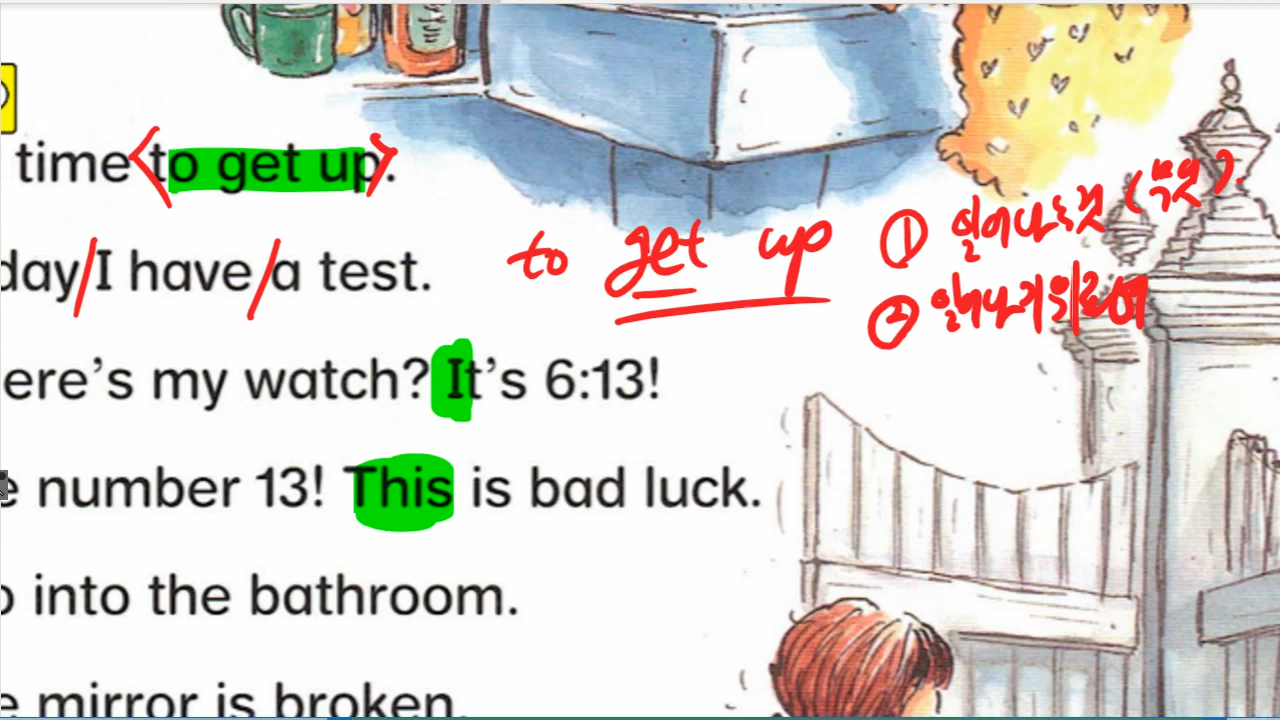 time to get up.
day/I have/a test.
to get up ① 일어나는것 (무엇).
② 일어나기 위하여
ere's my watch? It's 6:13!
e number 13! This is bad luck.
o into the bathroom.
e mirror is broken.